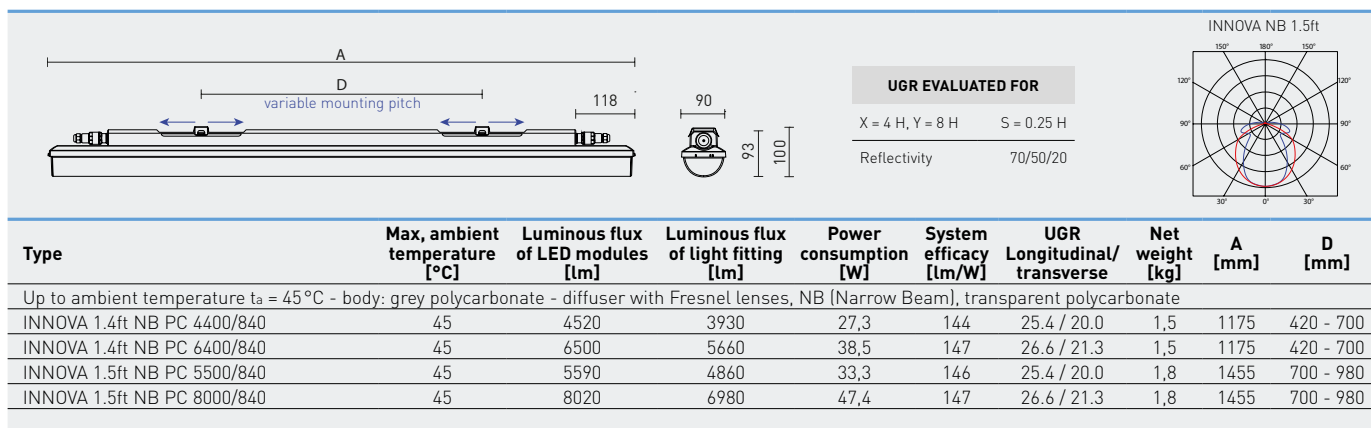 INNOVA NB 1.5ft
A
D
variable mounting pitch
118
90
93
100
UGR EVALUATED FOR
X = 4 H, Y = 8 H S = 0.25 H
Reflectivity 70/50/20
150° 180° 150°
120° 120°
90° 90°
60° 60°
30° 0° 30°
Type Max, ambient temperature [°C] Luminous flux of LED modules [lm] Luminous flux of light fitting [lm] Power consumption [W] System efficacy [lm/W] UGR Longitudinal/ transverse Net weight [kg] A [mm] D [mm]
Up to ambient temperature ta = 45°C - body: grey polycarbonate - diffuser with Fresnel lenses, NB (Narrow Beam), transparent polycarbonate
INNOVA 1.4ft NB PC 4400/840 45 4520 3930 27,3 144 25.4 / 20.0 1,5 1175 420 - 700
INNOVA 1.4ft NB PC 6400/840 45 6500 5660 38,5 147 26.6 / 21.3 1,5 1175 420 - 700
INNOVA 1.5ft NB PC 5500/840 45 5590 4860 33,3 146 25.4 / 20.0 1,8 1455 700 - 980
INNOVA 1.5ft NB PC 8000/840 45 8020 6980 47,4 147 26.6 / 21.3 1,8 1455 700 - 980